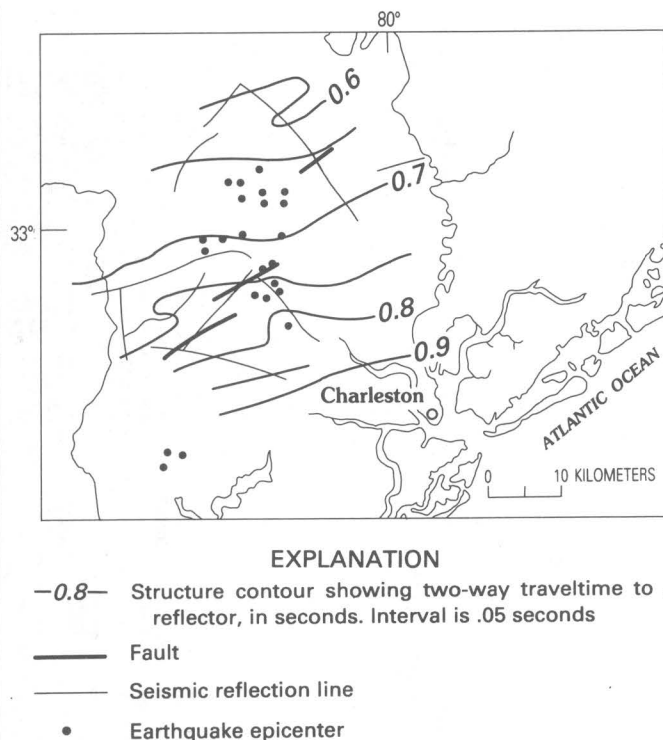 80°
0.6
0.7
33°
0.8
0.9
Charleston
ATLANTIC OCEAN
0 10 KILOMETERS
EXPLANATION
—0.8— Structure contour showing two-way traveltime to
reflector, in seconds. Interval is .05 seconds
Fault
Seismic reflection line
Earthquake epicenter